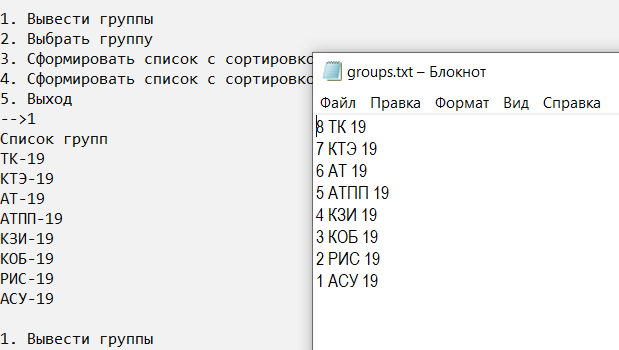 1. Вывести группы
2. Выбрать группу
3. Сформировать список с сортировко
4. Сформировать список с сортировко
5. Выход
-->1
Список групп
ТК-19
КТЭ-19
АТ-19
АТПП-19
КЗИ-19
КОБ-19
РИС-19
АСУ-19
1. Вывести группы
groups.txt – Блокнот
Файл Правка Формат Вид Справка
8 ТК 19
7 КТЭ 19
6 АТ 19
5 АТПП 19
4 КЗИ 19
3 КОБ 19
2 РИС 19
1 АСУ 19